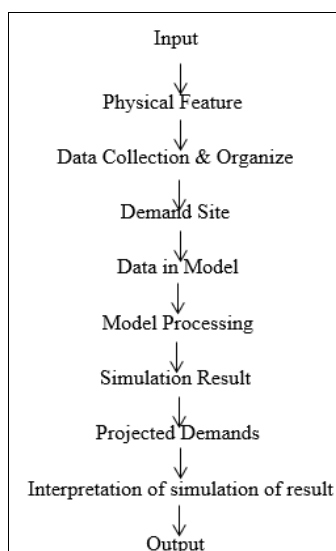 Input
Physical Feature
Data Collection & Organize
Demand Site
Data in Model
Model Processing
Simulation Result
Projected Demands
Interpretation of simulation of result
Output